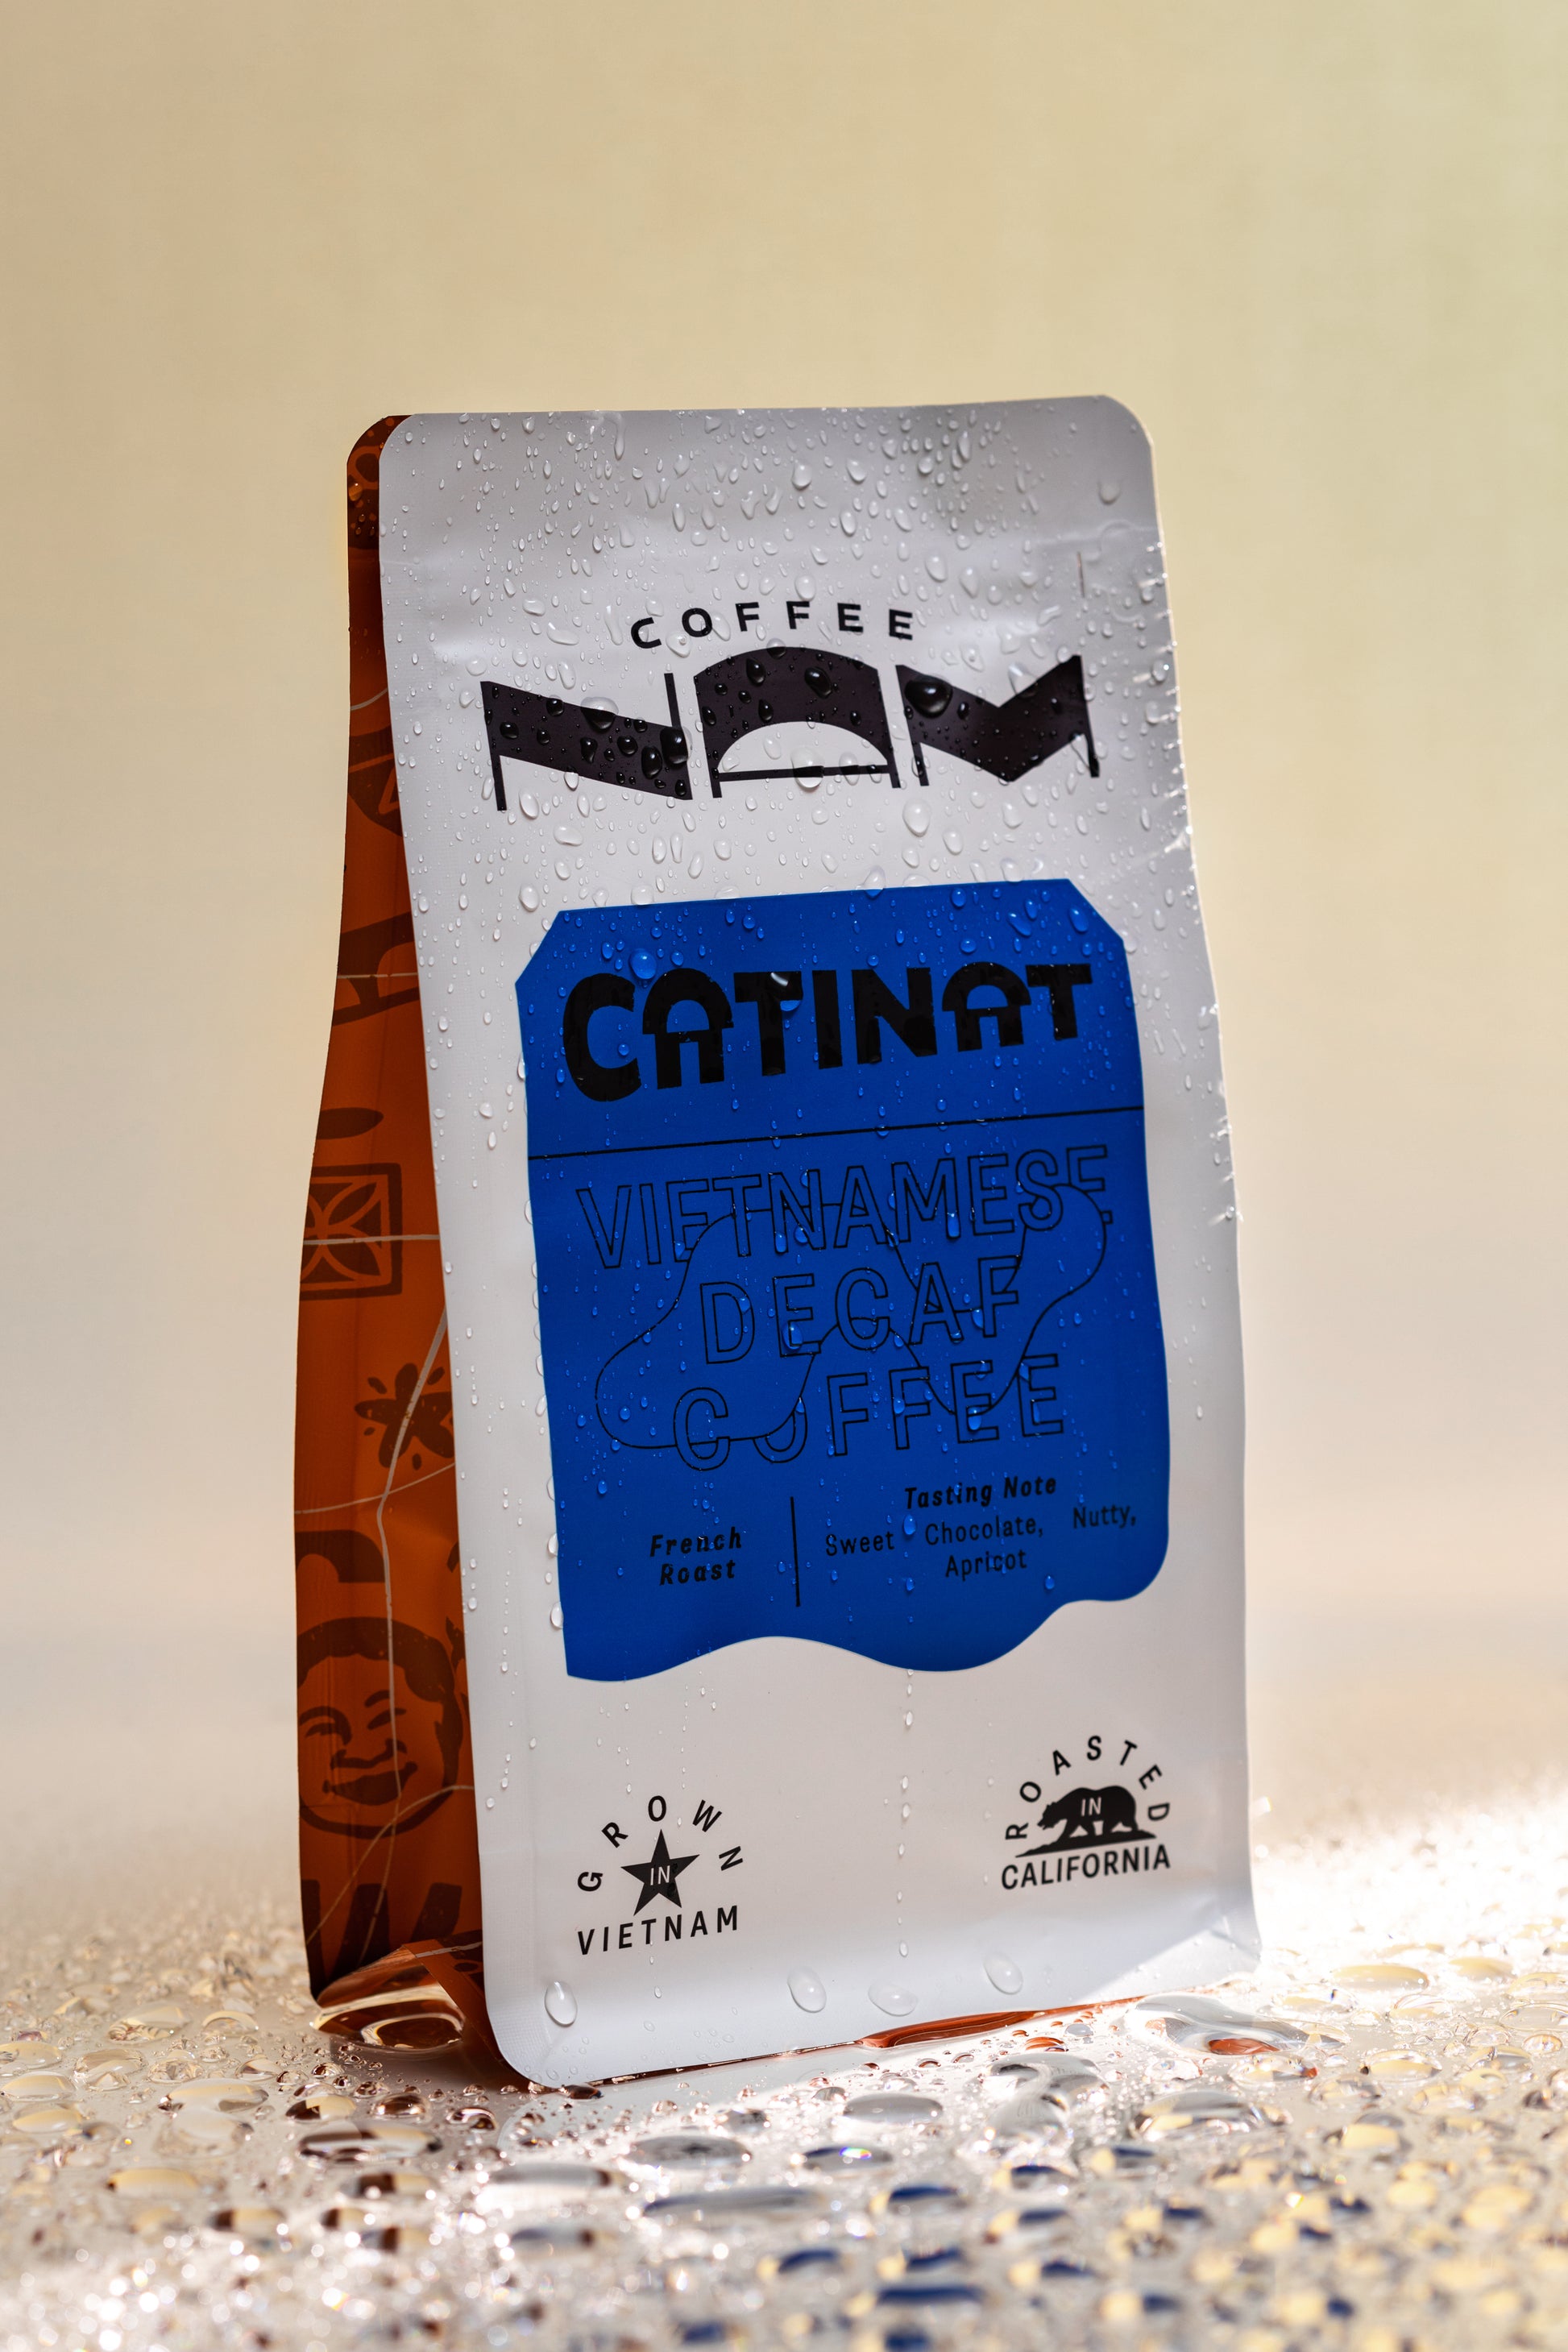 COFFEE
NAM
CATINAT
VIETNAMESE
DECAF
COFFEE
French
Roast
Tasting Note
Sweet Chocolate, Nutty,
Apricot
GROWN
IN
VIETNAM
ROASTED
IN
CALIFORNIA